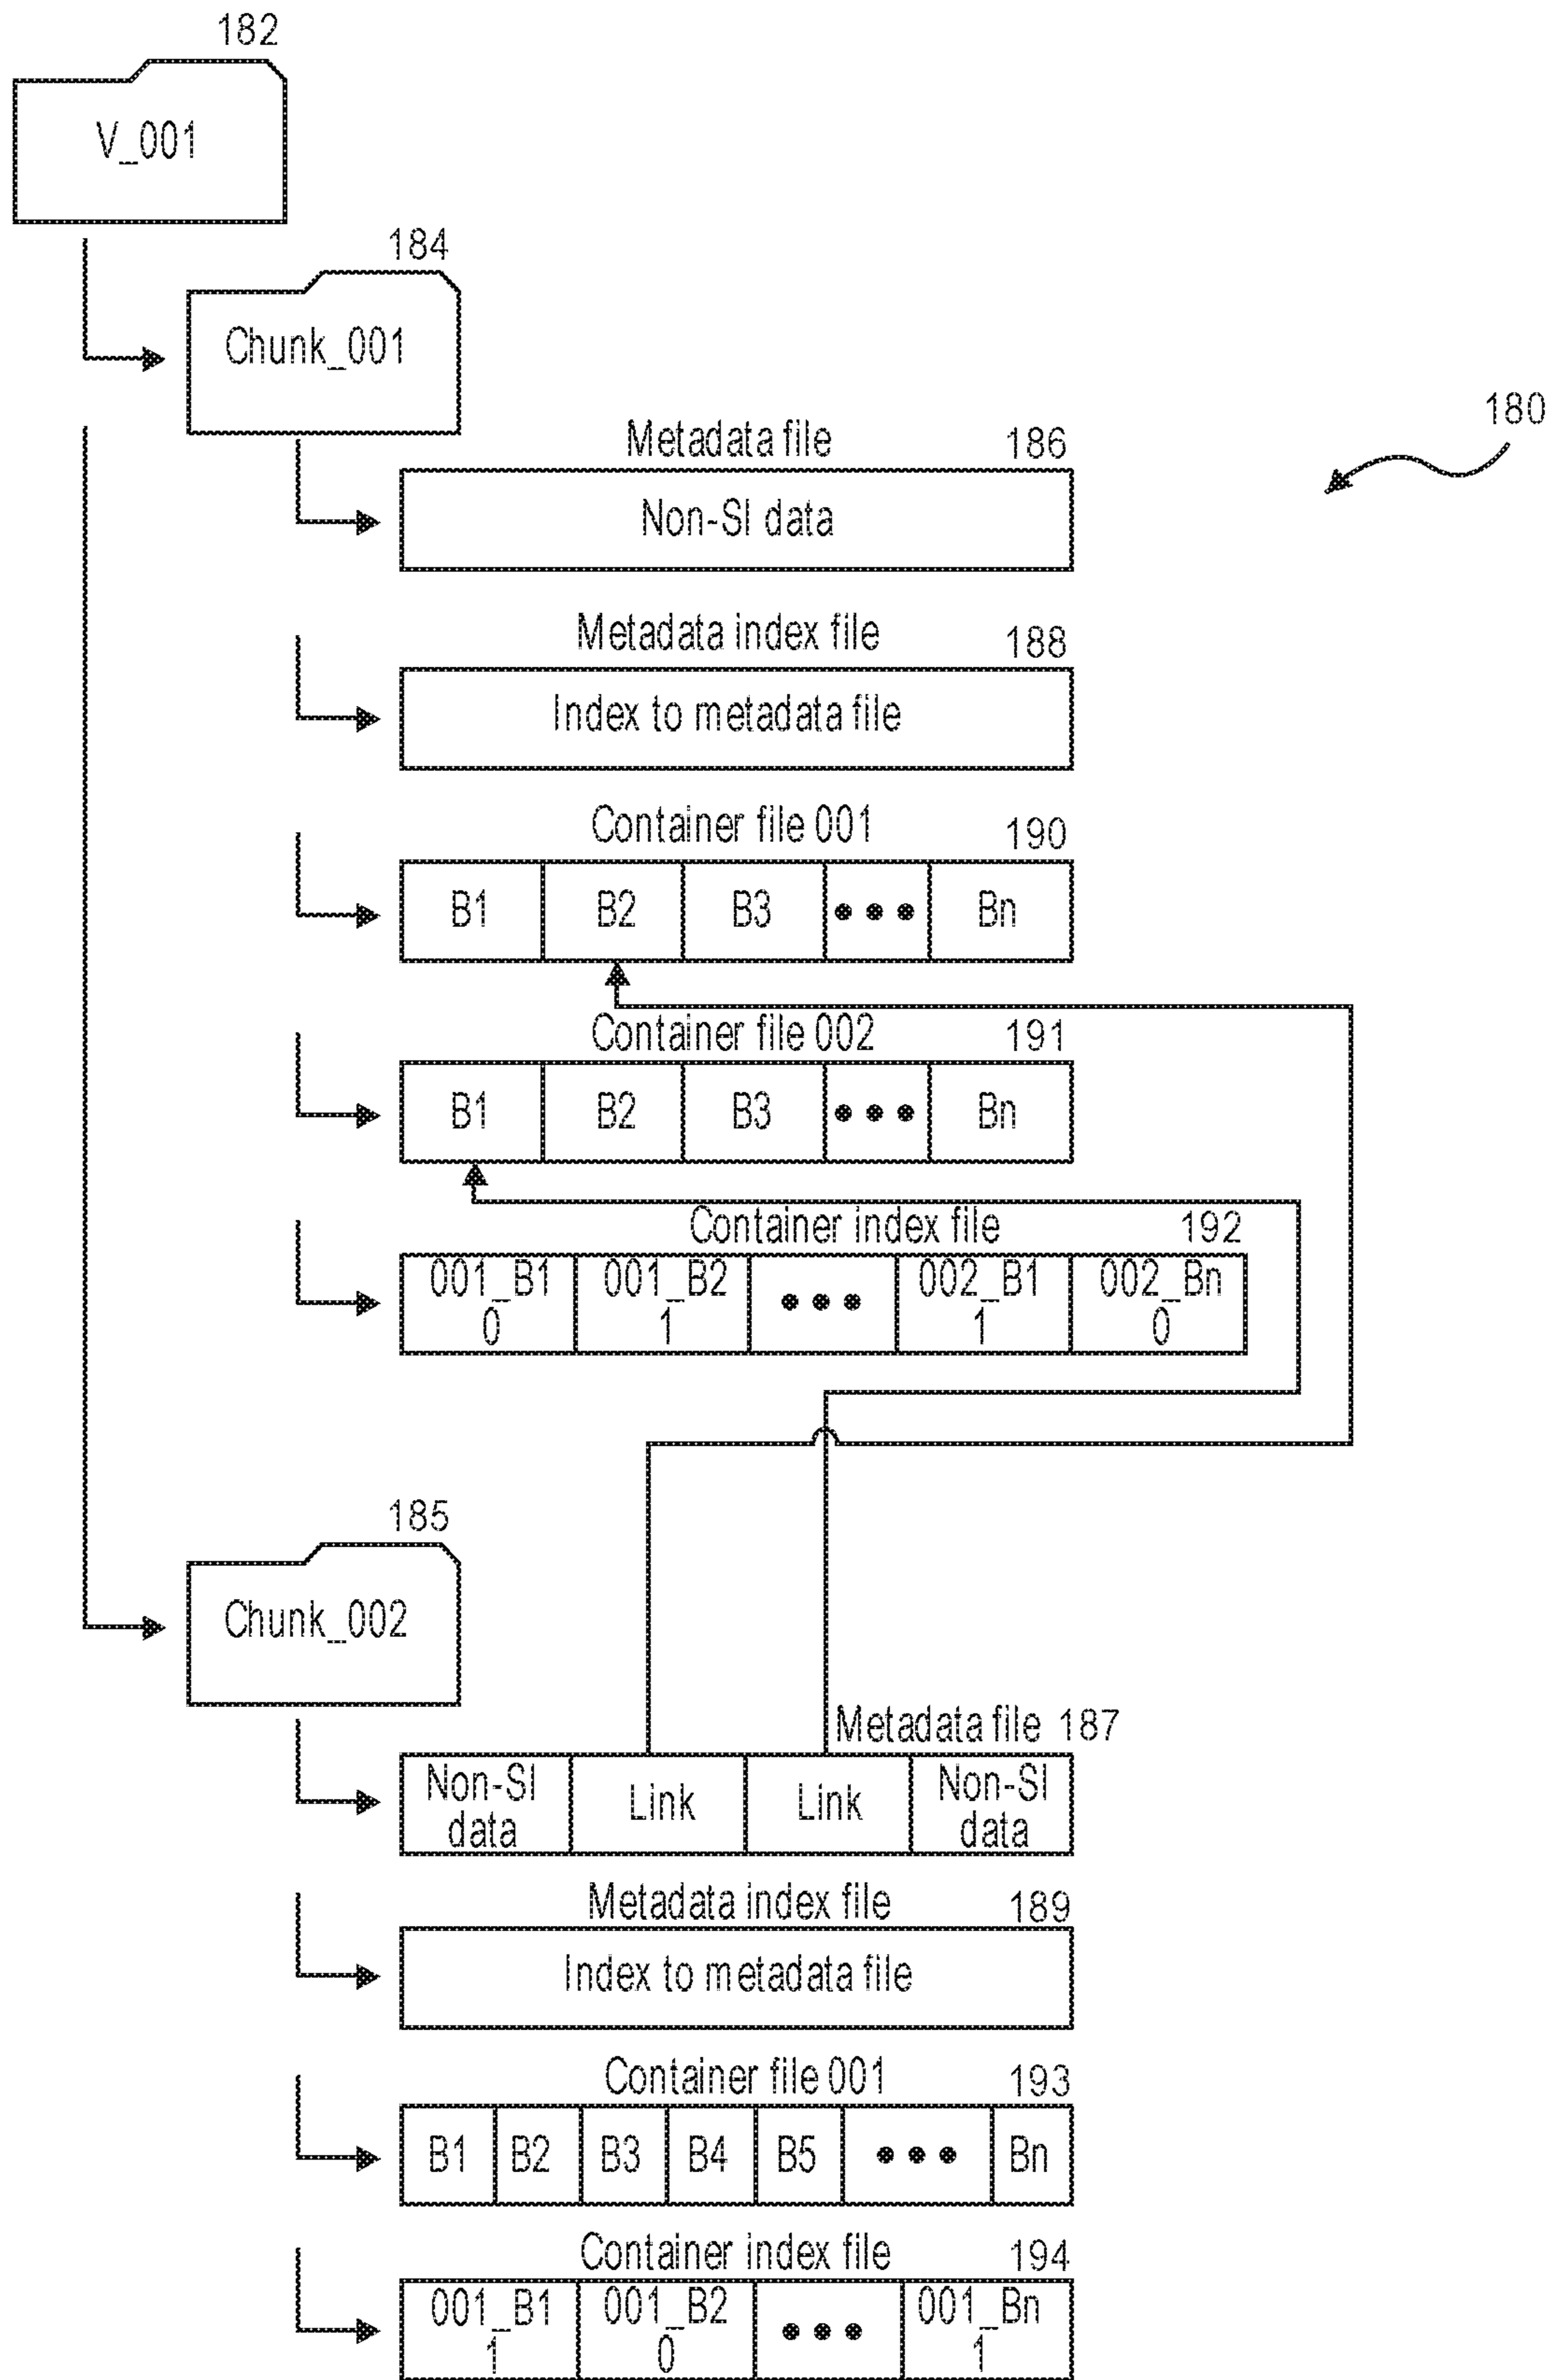 182
V_001
184
Chunk_001
180
Metadata file 186
Non-SI data
Metadata index file 188
Index to metadata file
Container file 001 190
B1 B2 B3 ••• Bn
Container file 002 191
B1 B2 B3 ••• Bn
Container index file 192
001_B1 001_B2 ••• 002_B1 002_Bn
0 1 1 0
185
Chunk_002
Metadata file 187
Non-SI Link Link Non-SI
data data
Metadata index file 189
Index to metadata file
Container file 001 193
B1 B2 B3 B4 B5 ••• Bn
Container index file 194
001_B1 001_B2 ••• 001_Bn
1 0 1